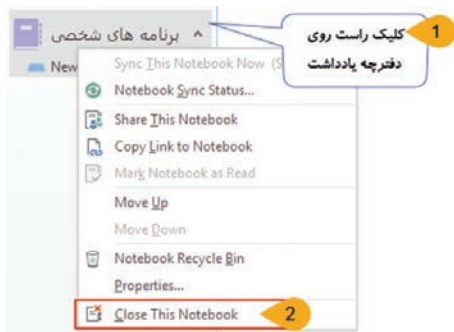 برنامه های شخصی
کلیک راست روی
دفترچه یادداشت
1
New
Sync This Notebook Now (S
Notebook Sync Status...
Share This Notebook
Copy Link to Notebook
Mark Notebook as Read
Move Up
Move Down
Notebook Recycle Bin
Properties...
Close This Notebook
2